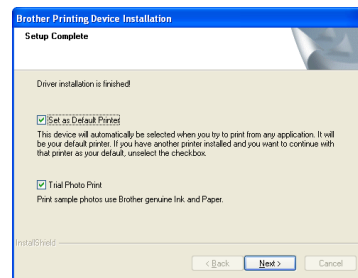 Brother Printing Device Installation
Setup Complete
Driver installation is finished!
Set as Default Printer
This device will automatically be selected when you try to print from any application. It will
be your default printer. If you have another printer installed and you want to continue with
that printer as your default, unselect the checkbox.
Trial Photo Print
Print sample photos use Brother genuine Ink and Paper.
InstallShield
< Back Next > Cancel